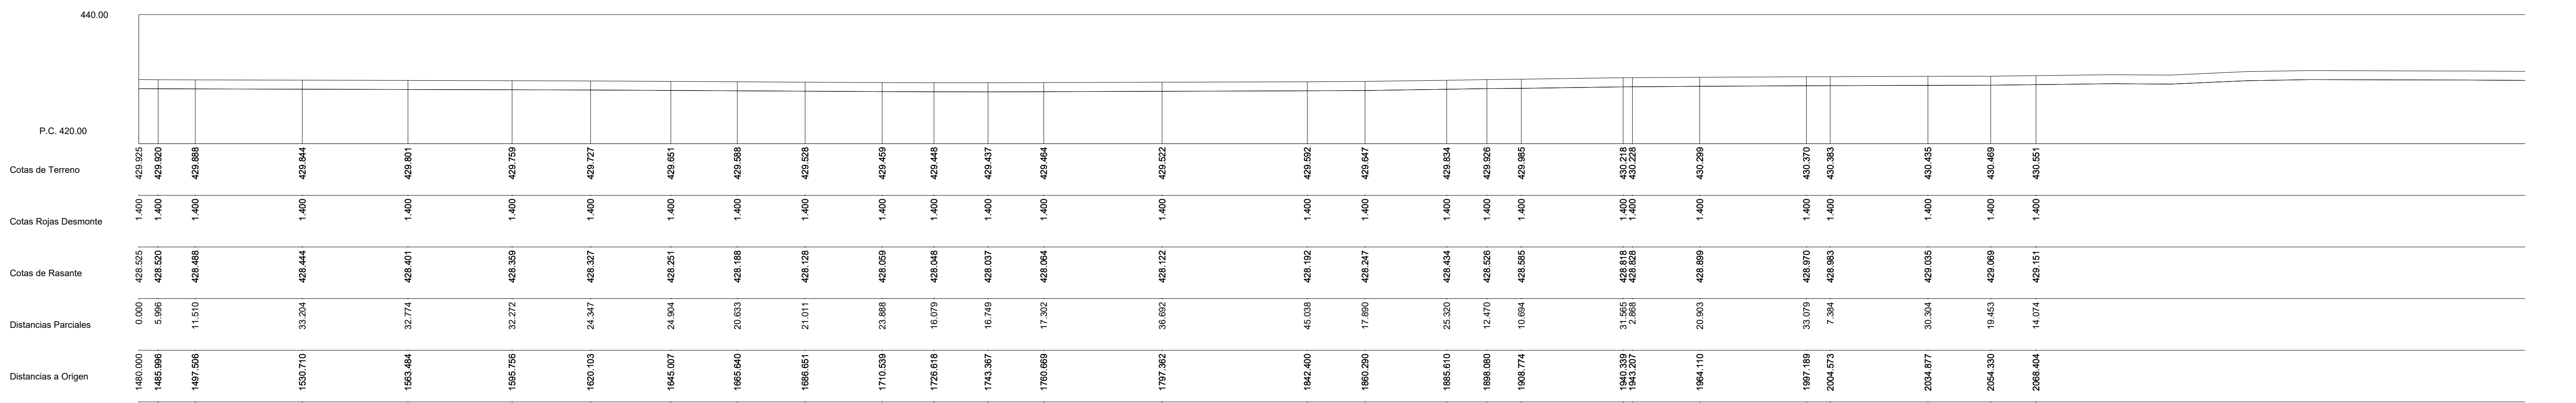 440.00
P.C. 420.00
Cotas de Terreno 429.925 429.920 429.888 429.844 429.801 429.759 429.727 429.651 429.588 429.528 429.459 429.448 429.437 429.464 429.522 429.592 429.647 429.834 429.926 429.985 430.218 430.228 430.299 430.370 430.383 430.435 430.469 430.551
Cotas Rojas Desmonte 1.400 1.400 1.400 1.400 1.400 1.400 1.400 1.400 1.400 1.400 1.400 1.400 1.400 1.400 1.400 1.400 1.400 1.400 1.400 1.400 1.400 1.400 1.400 1.400 1.400 1.400 1.400 1.400
Cotas de Rasante 428.525 428.520 428.488 428.444 428.401 428.359 428.327 428.251 428.188 428.128 428.059 428.048 428.037 428.064 428.122 428.192 428.247 428.434 428.526 428.585 428.818 428.828 428.899 428.970 428.983 429.035 429.069 429.151
Distancias Parciales 0.000 5.996 11.510 33.204 32.774 32.272 24.347 24.904 20.633 21.011 23.888 16.079 16.749 17.302 36.692 45.038 17.890 25.320 12.470 10.694 31.565 2.868 20.903 33.079 7.384 30.304 19.453 14.074
Distancias a Origen 1480.000 1485.996 1497.506 1530.710 1563.484 1595.756 1620.103 1645.007 1665.640 1686.651 1710.539 1726.618 1743.367 1760.669 1797.362 1842.400 1860.290 1885.610 1898.080 1908.774 1940.339 1943.207 1964.110 1997.189 2004.573 2034.877 2054.330 2068.404